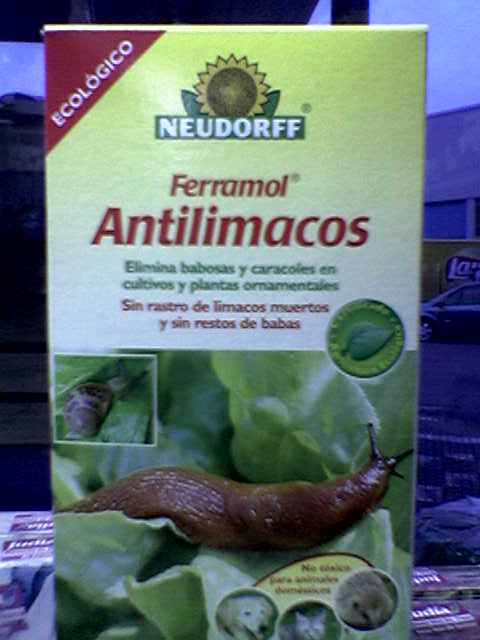 ECOLÓGICO
NEUDORFF®
Ferramol®
Antilimacos
Elimina babosas y caracoles en
cultivos y plantas ornamentales
Sin rastro de limacos muertos
y sin restos de babas
No tóxico
para animales
domésticos
Judía